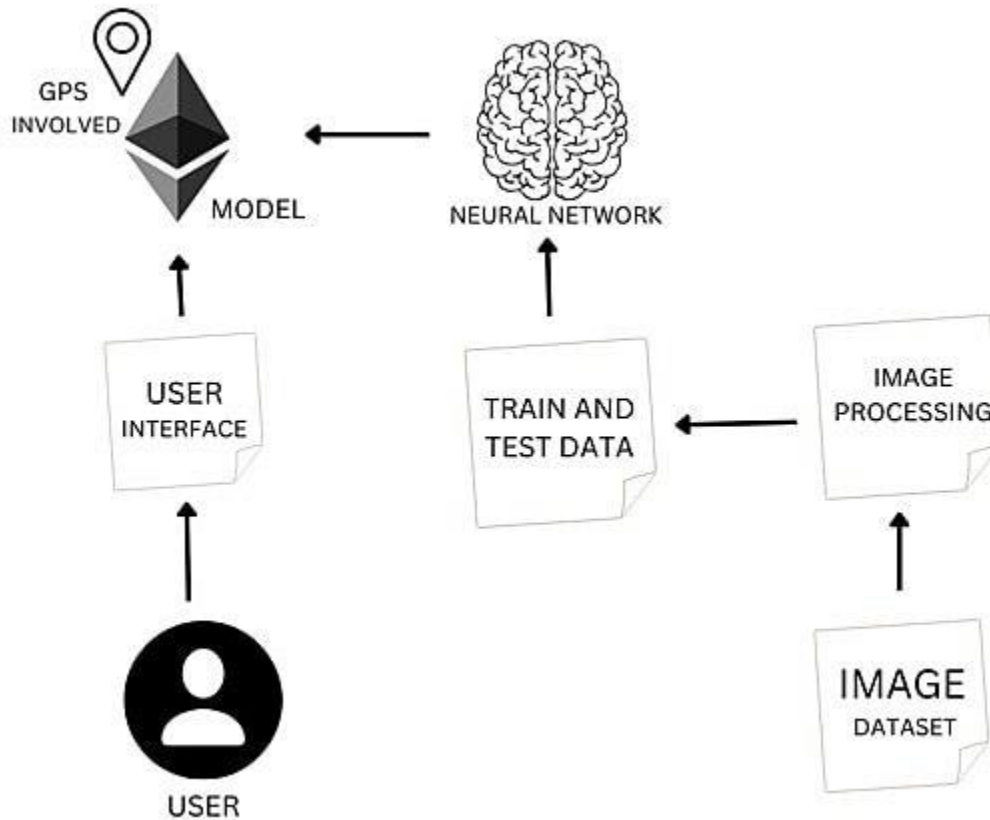 GPS
INVOLVED
MODEL
NEURAL NETWORK
USER
INTERFACE
TRAIN AND
TEST DATA
IMAGE
PROCESSING
USER
IMAGE
DATASET